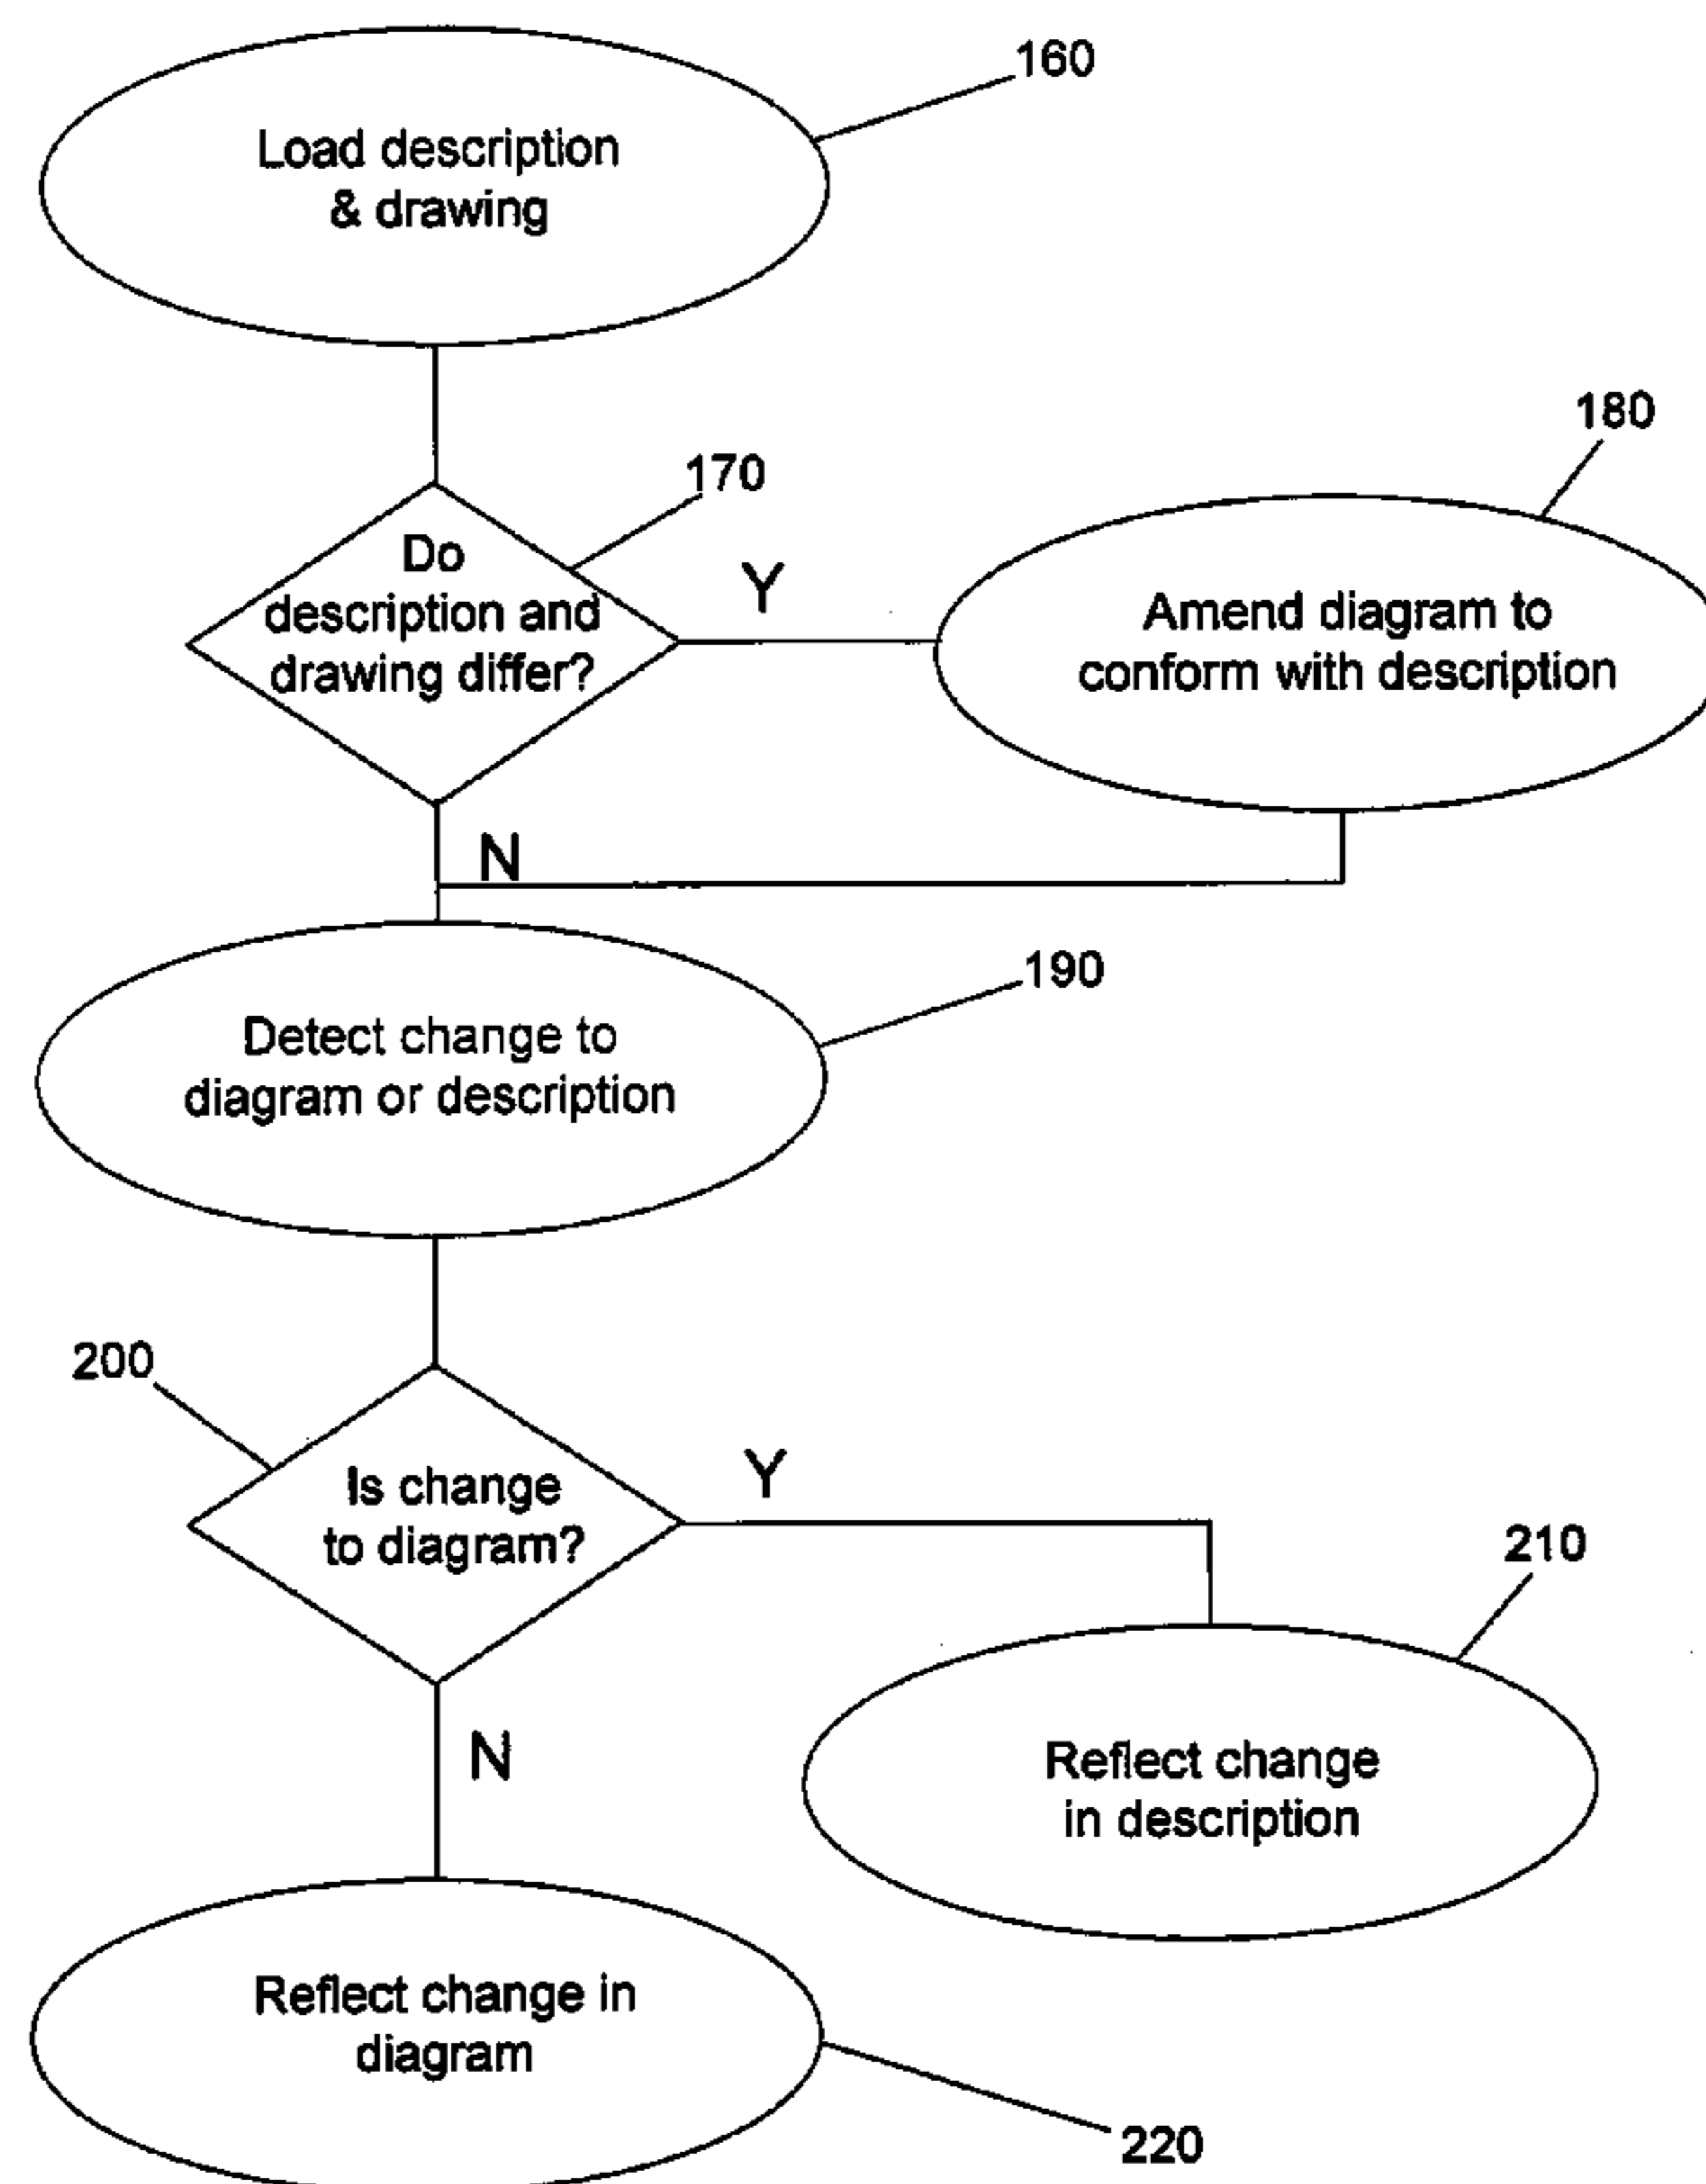 160
Load description
& drawing
180
170
Do
description and
drawing differ?
Y
Amend diagram to
conform with description
N
190
Detect change to
diagram or description
200
Is change
to diagram?
Y
210
N
Reflect change
in description
Reflect change in
diagram
220